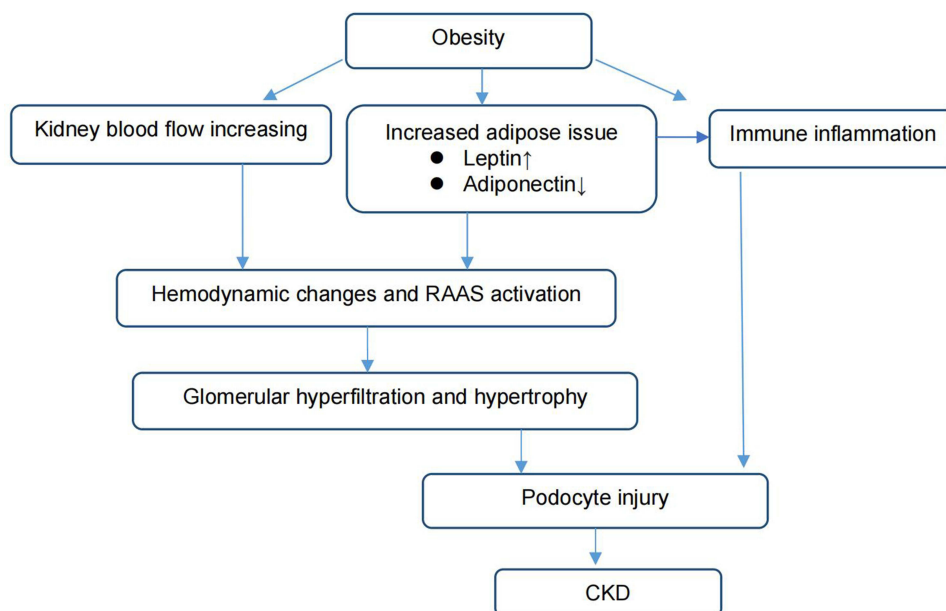 Obesity
Kidney blood flow increasing
Increased adipose issue
● Leptin↑
● Adiponectin↓
Immune inflammation
Hemodynamic changes and RAAS activation
Glomerular hyperfiltration and hypertrophy
Podocyte injury
CKD